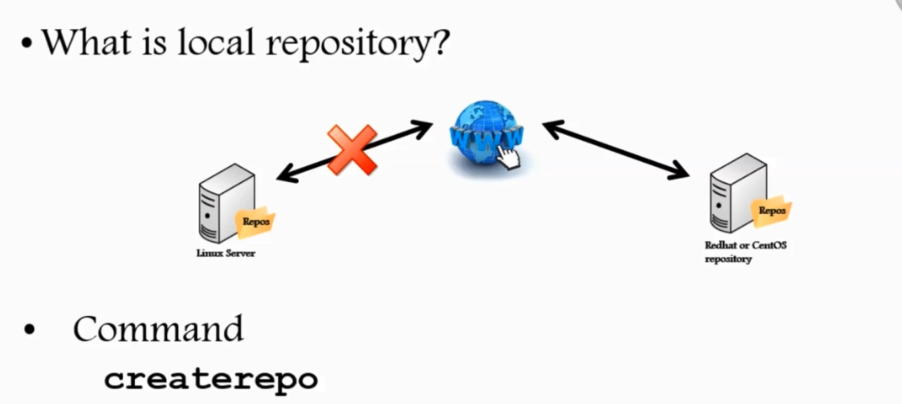 • What is local repository?
WWW
Repos
Linux Server
Repos
Redhat or CentOS
repository
• Command
createrepo